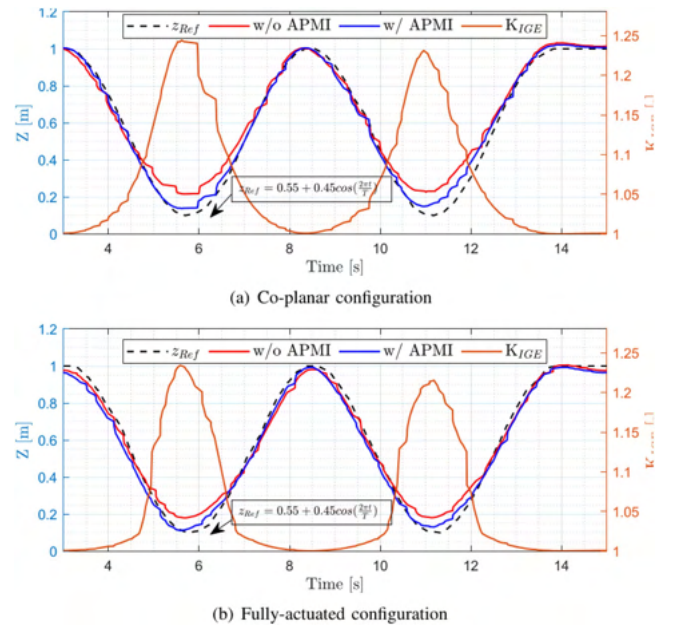 z_Ref w/o APMI w/ APMI K_IGE
1.2
1
0.8
0.6
0.4
0.2
0
Z [m]
1.25
1.2
1.15
1.1
1.05
1
z_Ref = 0.55 + 0.45cos(2πt/T)
4 6 8 10 12 14
Time [s]
(a) Co-planar configuration
z_Ref w/o APMI w/ APMI K_IGE
1.2
1
0.8
0.6
0.4
0.2
0
Z [m]
1.25
1.2
1.15
1.1
1.05
1
z_Ref = 0.55 + 0.45cos(2πt/T)
4 6 8 10 12 14
Time [s]
(b) Fully-actuated configuration